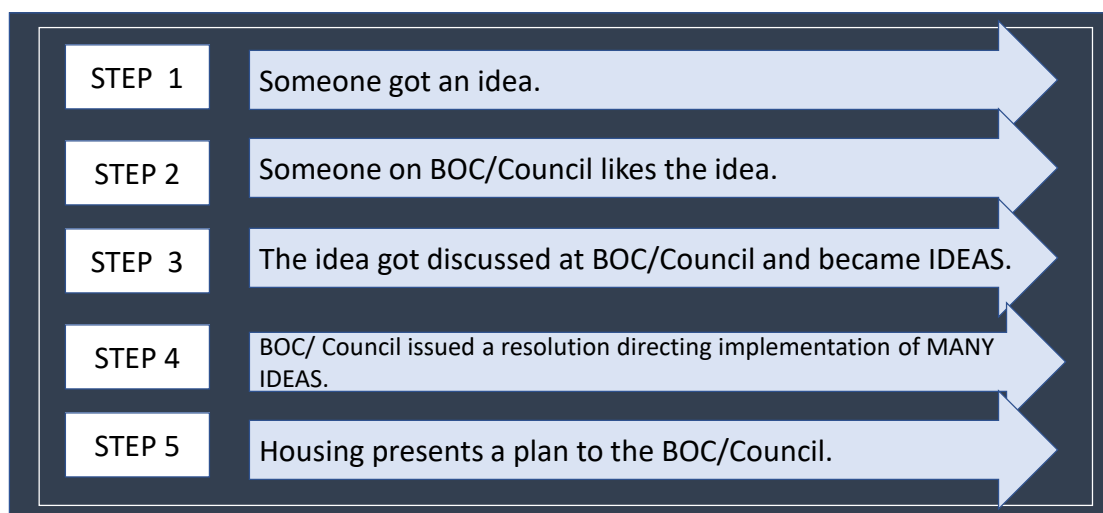 STEP  1
Someone got an idea.
STEP 2
Someone on BOC/Council likes the idea.
STEP  3
The idea got discussed at BOC/Council and became IDEAS.
STEP 4
BOC/ Council issued a resolution directing implementation of MANY
IDEAS.
STEP 5
Housing presents a plan to the BOC/Council.